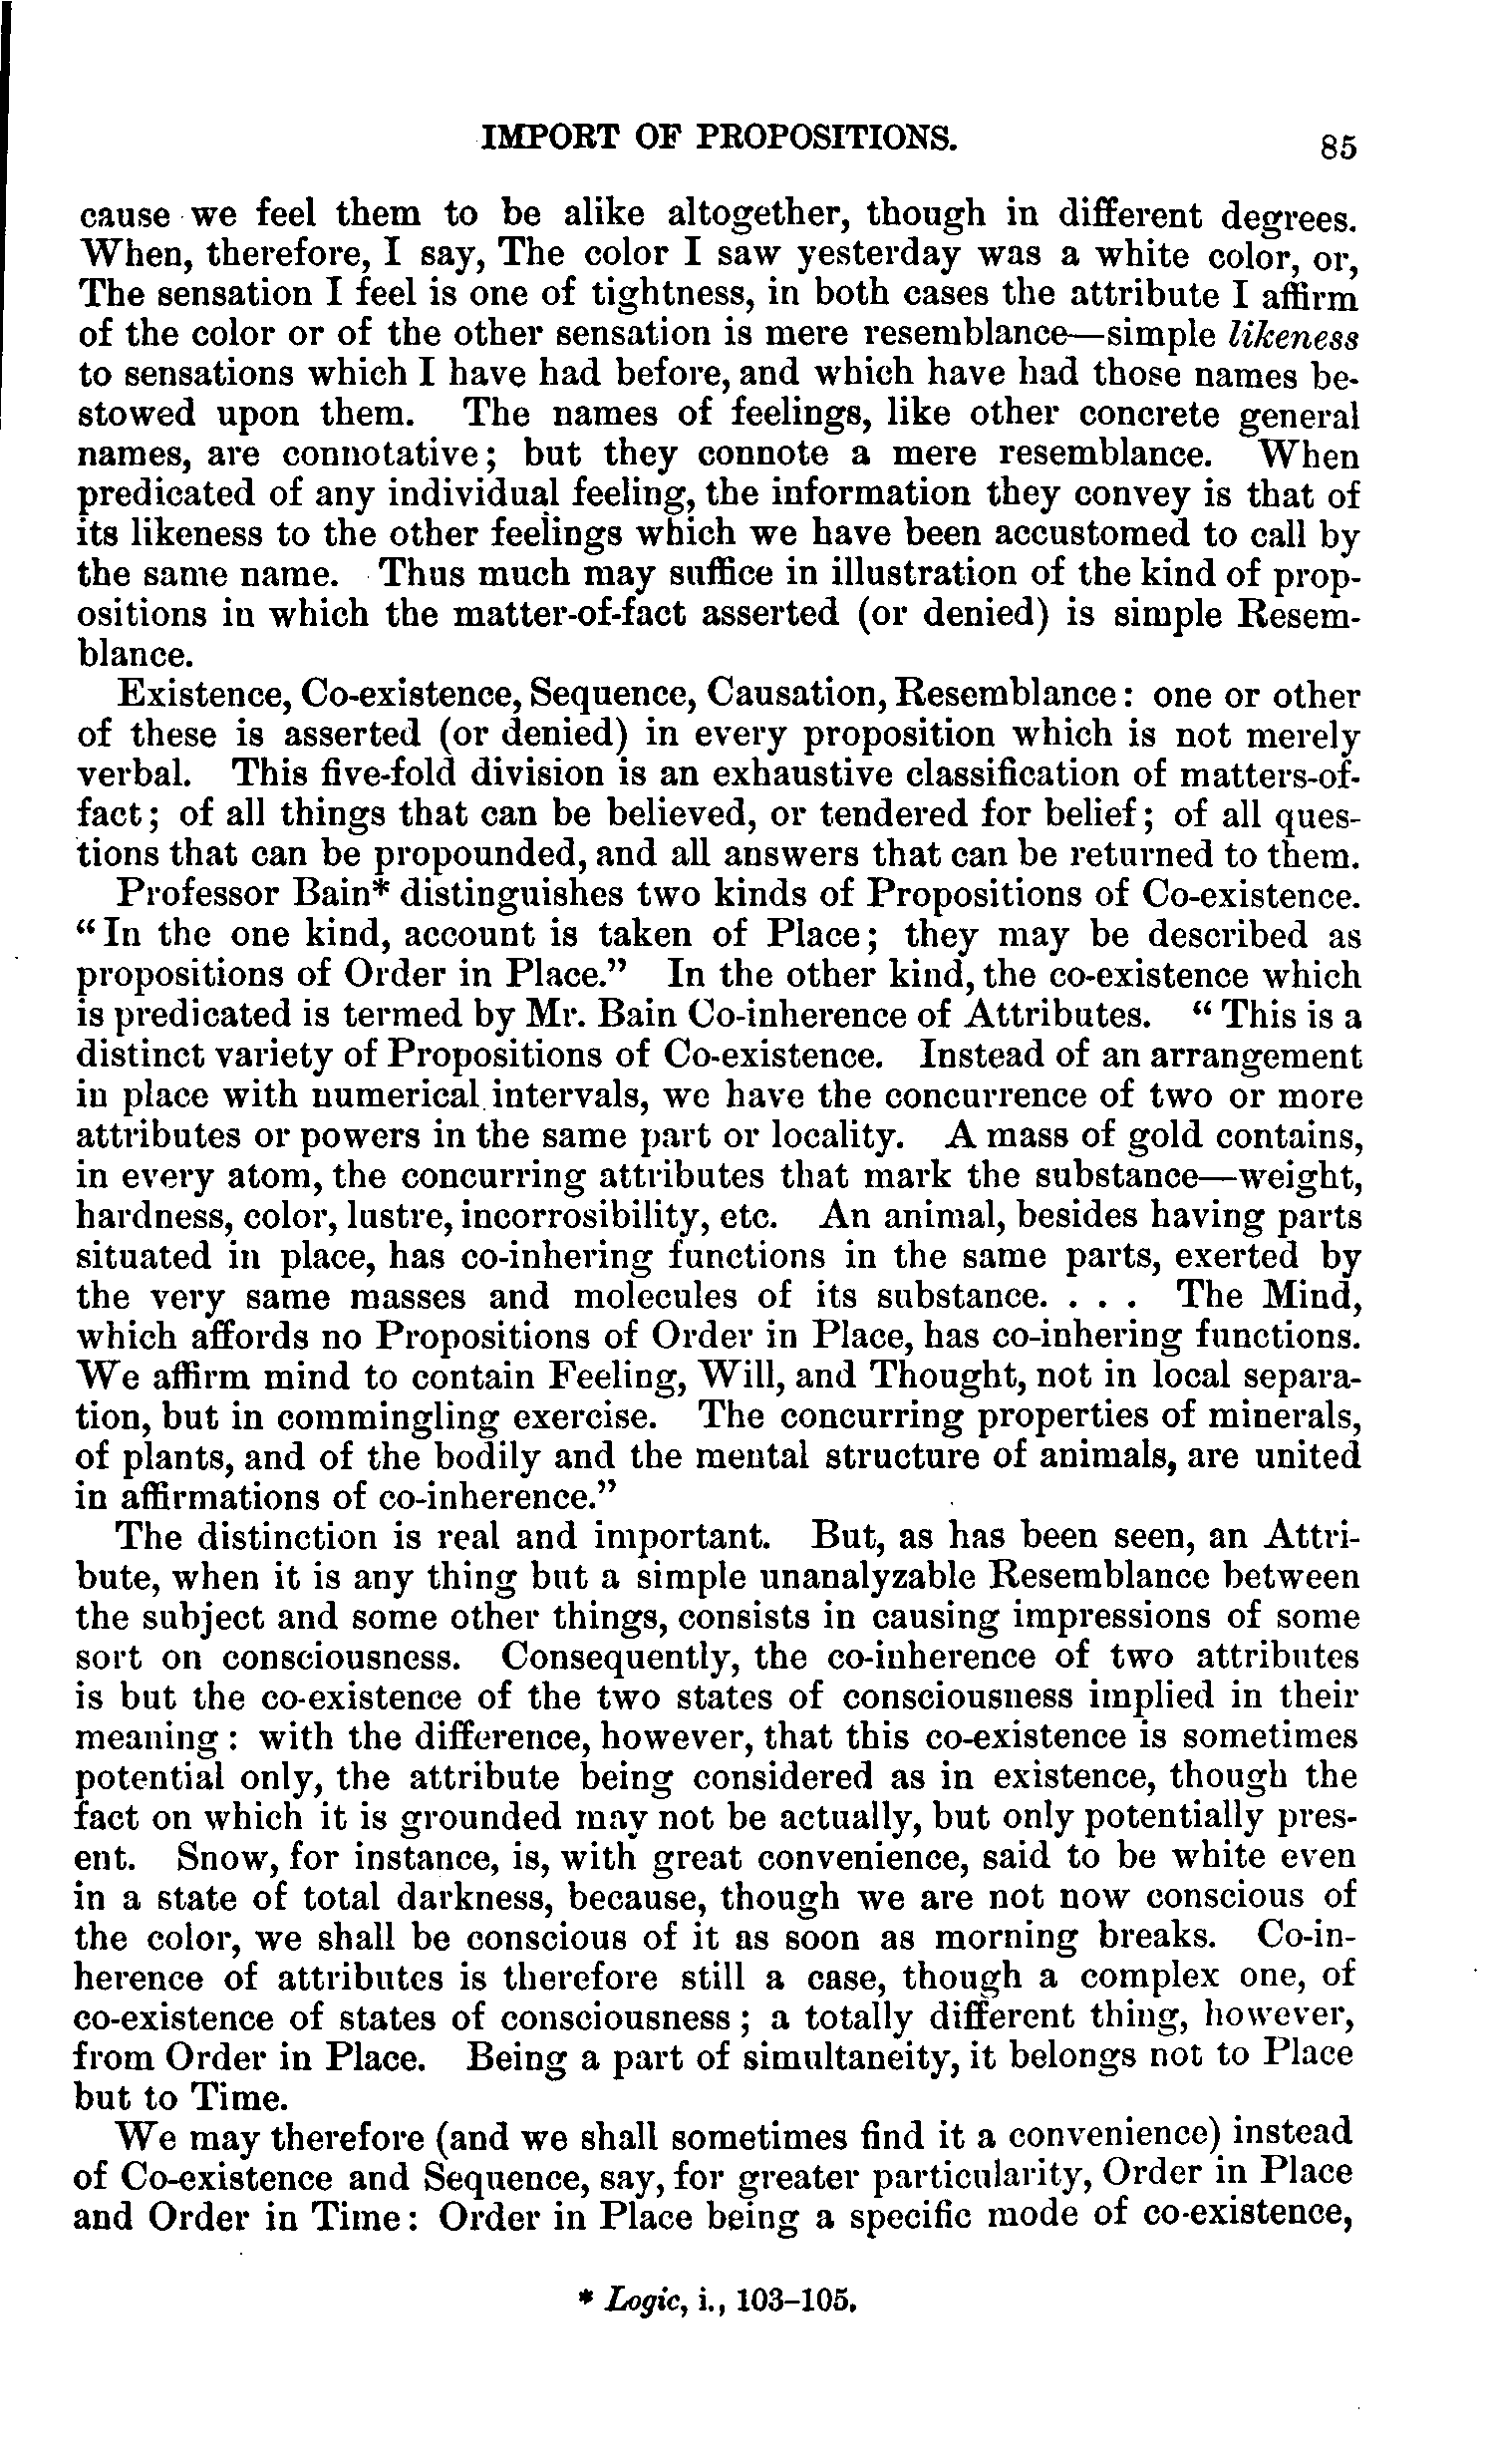 IMPORT OF PROPOSITIONS. 85
cause we feel them to be alike altogether, though in different degrees.
When, therefore, I say, The color I saw yesterday was a white color, or,
The sensation I feel is one of tightness, in both cases the attribute I affirm
of the color or of the other sensation is mere resemblance—simple likeness
to sensations which I have had before, and which have had those names be-
stowed upon them. The names of feelings, like other concrete general
names, are connotative; but they connote a mere resemblance. When
predicated of any individual feeling, the information they convey is that of
its likeness to the other feelings which we have been accustomed to call by
the same name. Thus much may suffice in illustration of the kind of prop-
ositions in which the matter-of-fact asserted (or denied) is simple Resem-
blance.
Existence, Co-existence, Sequence, Causation, Resemblance: one or other
of these is asserted (or denied) in every proposition which is not merely
verbal. This five-fold division is an exhaustive classification of matters-of-
fact; of all things that can be believed, or tendered for belief; of all ques-
tions that can be propounded, and all answers that can be returned to them.
Professor Bain* distinguishes two kinds of Propositions of Co-existence.
“In the one kind, account is taken of Place; they may be described as
propositions of Order in Place.” In the other kind, the co-existence which
is predicated is termed by Mr. Bain Co-inherence of Attributes. “This is a
distinct variety of Propositions of Co-existence. Instead of an arrangement
in place with numerical intervals, we have the concurrence of two or more
attributes or powers in the same part or locality. A mass of gold contains,
in every atom, the concurring attributes that mark the substance—weight,
hardness, color, lustre, incorrosibility, etc. An animal, besides having parts
situated in place, has co-inhering functions in the same parts, exerted by
the very same masses and molecules of its substance. . . . The Mind,
which affords no Propositions of Order in Place, has co-inhering functions.
We affirm mind to contain Feeling, Will, and Thought, not in local separa-
tion, but in commingling exercise. The concurring properties of minerals,
of plants, and of the bodily and the mental structure of animals, are united
in affirmations of co-inherence.”
The distinction is real and important. But, as has been seen, an Attri-
bute, when it is any thing but a simple unanalyzable Resemblance between
the subject and some other things, consists in causing impressions of some
sort on consciousness. Consequently, the co-inherence of two attributes
is but the co-existence of the two states of consciousness implied in their
meaning: with the difference, however, that this co-existence is sometimes
potential only, the attribute being considered as in existence, though the
fact on which it is grounded may not be actually, but only potentially pres-
ent. Snow, for instance, is, with great convenience, said to be white even
in a state of total darkness, because, though we are not now conscious of
the color, we shall be conscious of it as soon as morning breaks. Co-in-
herence of attributes is therefore still a case, though a complex one, of
co-existence of states of consciousness; a totally different thing, however,
from Order in Place. Being a part of simultaneity, it belongs not to Place
but to Time.
We may therefore (and we shall sometimes find it a convenience) instead
of Co-existence and Sequence, say, for greater particularity, Order in Place
and Order in Time: Order in Place being a specific mode of co-existence,
* Logic, i., 103–105.